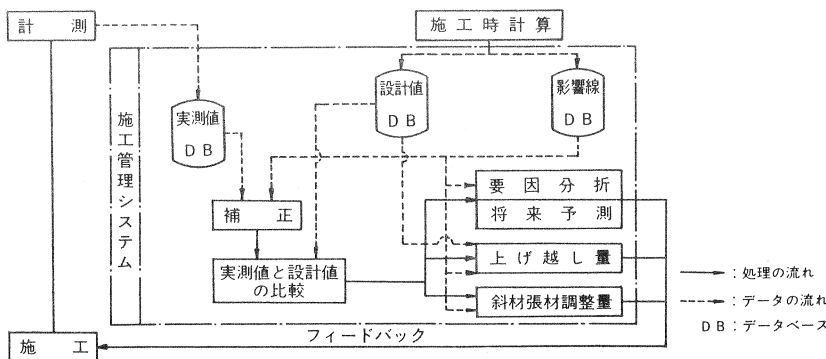 計 測
施工時計算
施工管理システム
実測値
DB
設計値
DB
影響線
DB
補 正
実測値と設計値
の比較
要因分折
将来予測
上げ越し量
斜材張材調整量
フィードバック
施 工
:処理の流れ
:データの流れ
DB:データベース